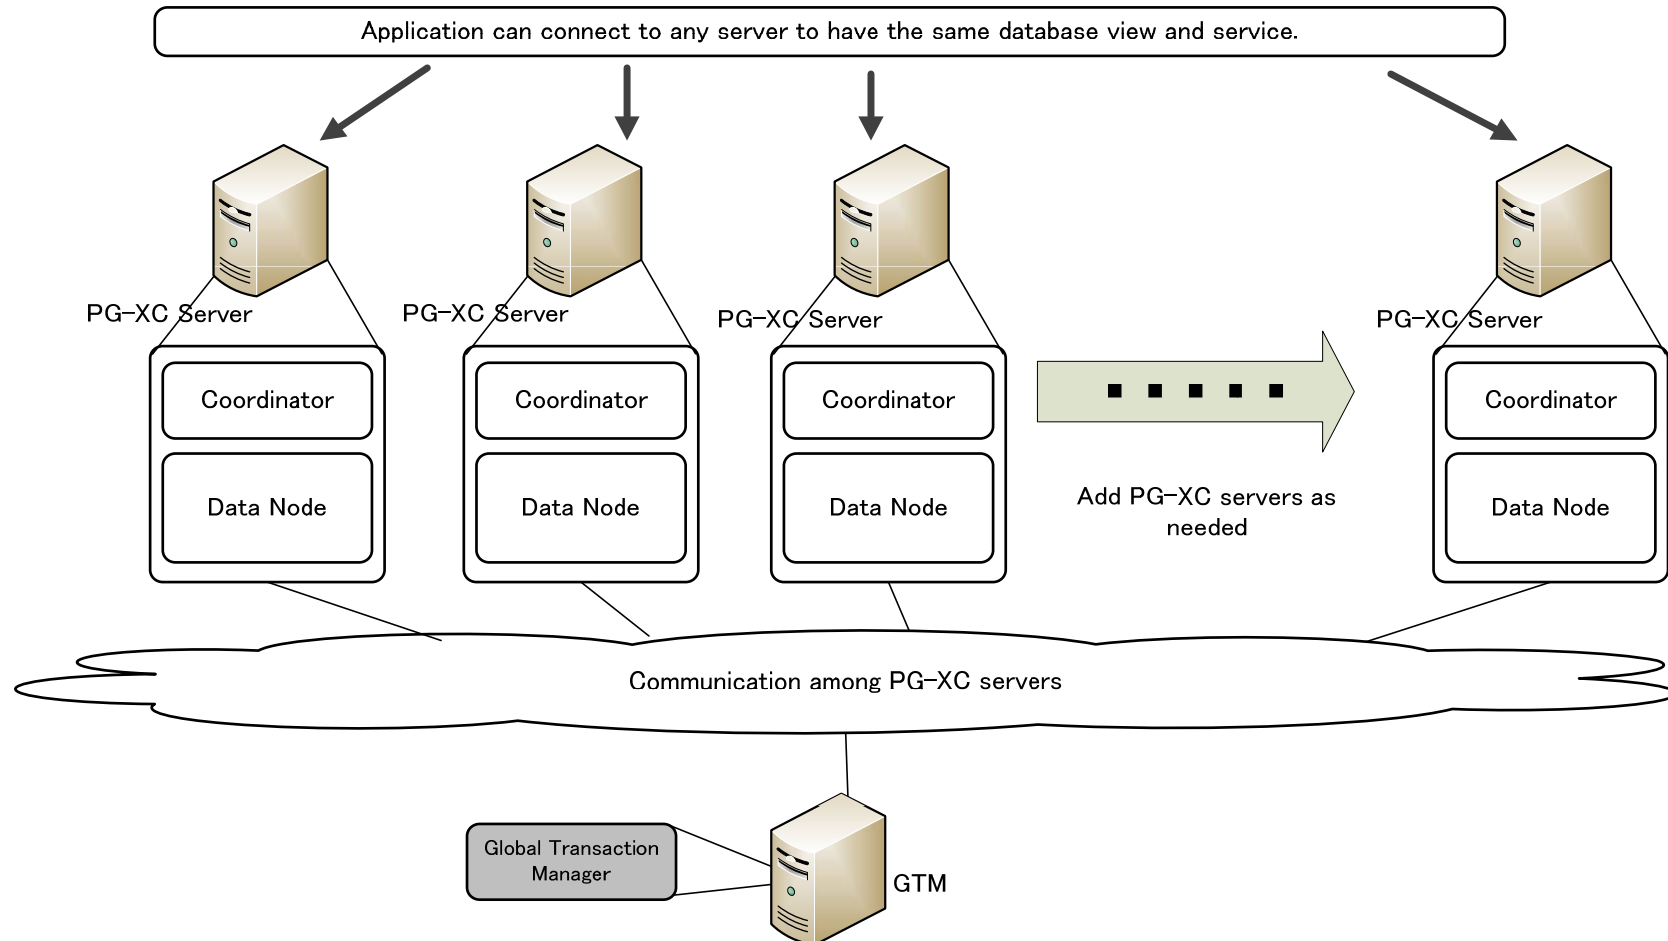 Application can connect to any server to have the same database view and service.
PG-XC Server
PG-XC Server
PG-XC Server
PG-XC Server
Coordinator
Coordinator
Coordinator
Coordinator
Data Node
Data Node
Data Node
Data Node
Add PG-XC servers as
needed
Communication among PG-XC servers
Global Transaction
Manager
GTM